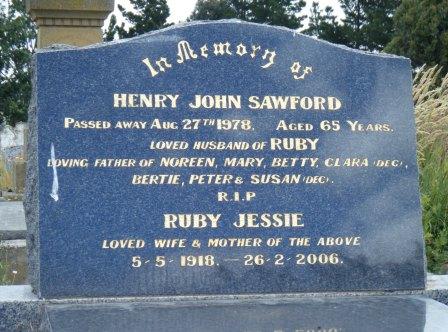 In Memory of
HENRY JOHN SAWFORD
PASSED AWAY AUG 27TH 1978. AGED 65 YEARS.
LOVED HUSBAND OF RUBY
LOVING FATHER OF NOREEN, MARY, BETTY, CLARA (DEC),
BERTIE, PETER & SUSAN (DEC).
R.I.P
RUBY JESSIE
LOVED WIFE & MOTHER OF THE ABOVE
5-5-1918. — 26-2-2006.